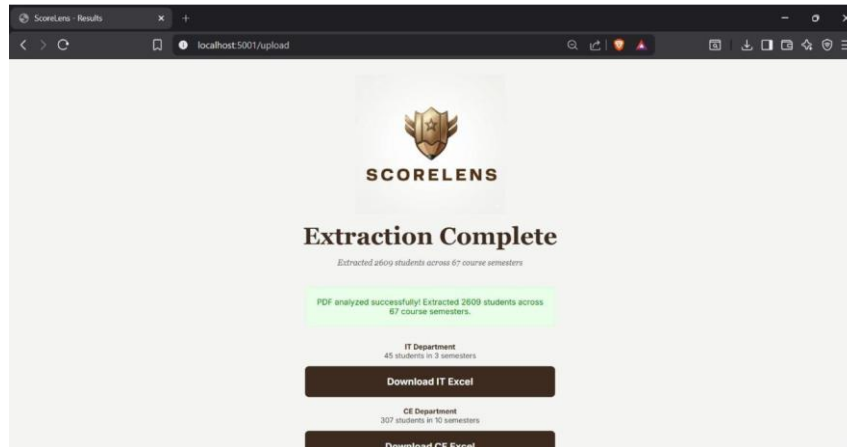 ScoreLens - Results
localhost:5001/upload
SCORELENS
Extraction Complete
Extracted 2609 students across 67 course semesters
PDF analyzed successfully! Extracted 2609 students across
67 course semesters.
IT Department
45 students in 3 semesters
Download IT Excel
CE Department
307 students in 10 semesters
Download CE Excel